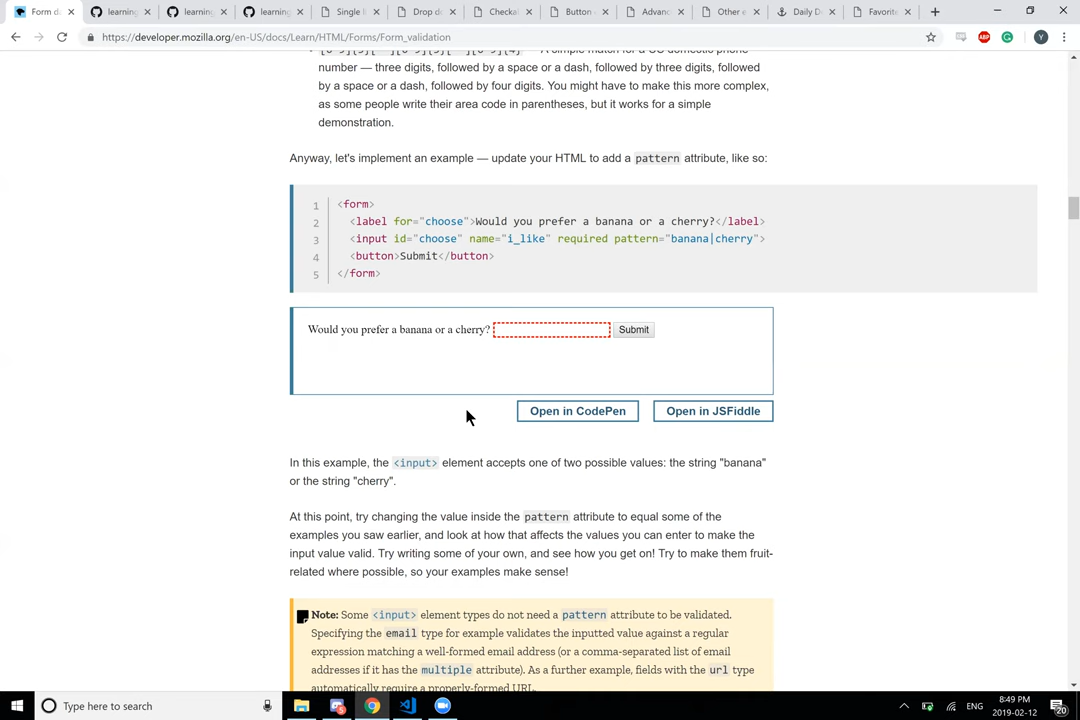 Form da
learning
learning
learning
Single l
Drop do
Checkal
Button
Advanc
Other e
Daily De
Favorite
https://developer.mozilla.org/en-US/docs/Learn/HTML/Forms/Form_validation
ABP
Y
number — three digits, followed by a space or a dash, followed by three digits, followed
by a space or a dash, followed by four digits. You might have to make this more complex,
as some people write their area code in parentheses, but it works for a simple
demonstration.
Anyway, let's implement an example — update your HTML to add a pattern attribute, like so:
1 <form>
2 <label for="choose">Would you prefer a banana or a cherry?</label>
3 <input id="choose" name="i_like" required pattern="banana|cherry">
4 <button>Submit</button>
5 </form>
Would you prefer a banana or a cherry? Submit
Open in CodePen Open in JSFiddle
In this example, the <input> element accepts one of two possible values: the string "banana"
or the string "cherry".
At this point, try changing the value inside the pattern attribute to equal some of the
examples you saw earlier, and look at how that affects the values you can enter to make the
input value valid. Try writing some of your own, and see how you get on! Try to make them fruit-
related where possible, so your examples make sense!
Note: Some <input> element types do not need a pattern attribute to be validated.
Specifying the email type for example validates the inputted value against a regular
expression matching a well-formed email address (or a comma-separated list of email
addresses if it has the multiple attribute). As a further example, fields with the url type
automatically require a properly-formed URL.
Type here to search
ENG
8:49 PM
2019-02-12
20